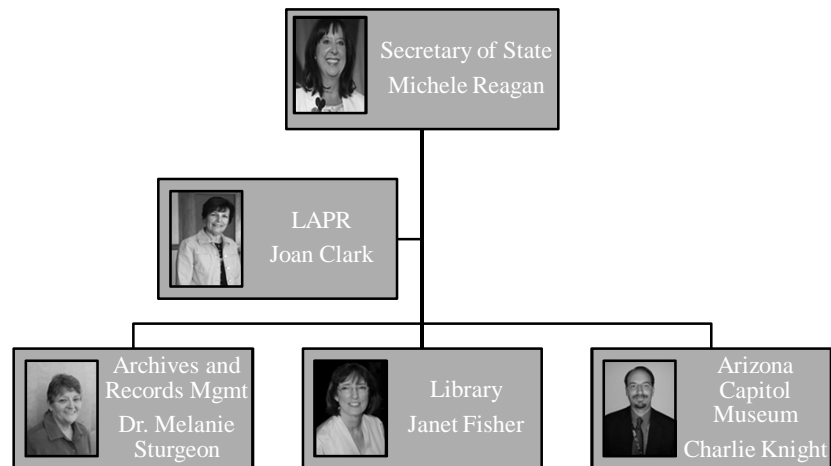 Secretary of State
Michele Reagan
LAPR
Joan Clark
Archives and
Records Mgmt
Dr. Melanie
Sturgeon
Library
Janet Fisher
Arizona
Capitol
Museum
Charlie Knight